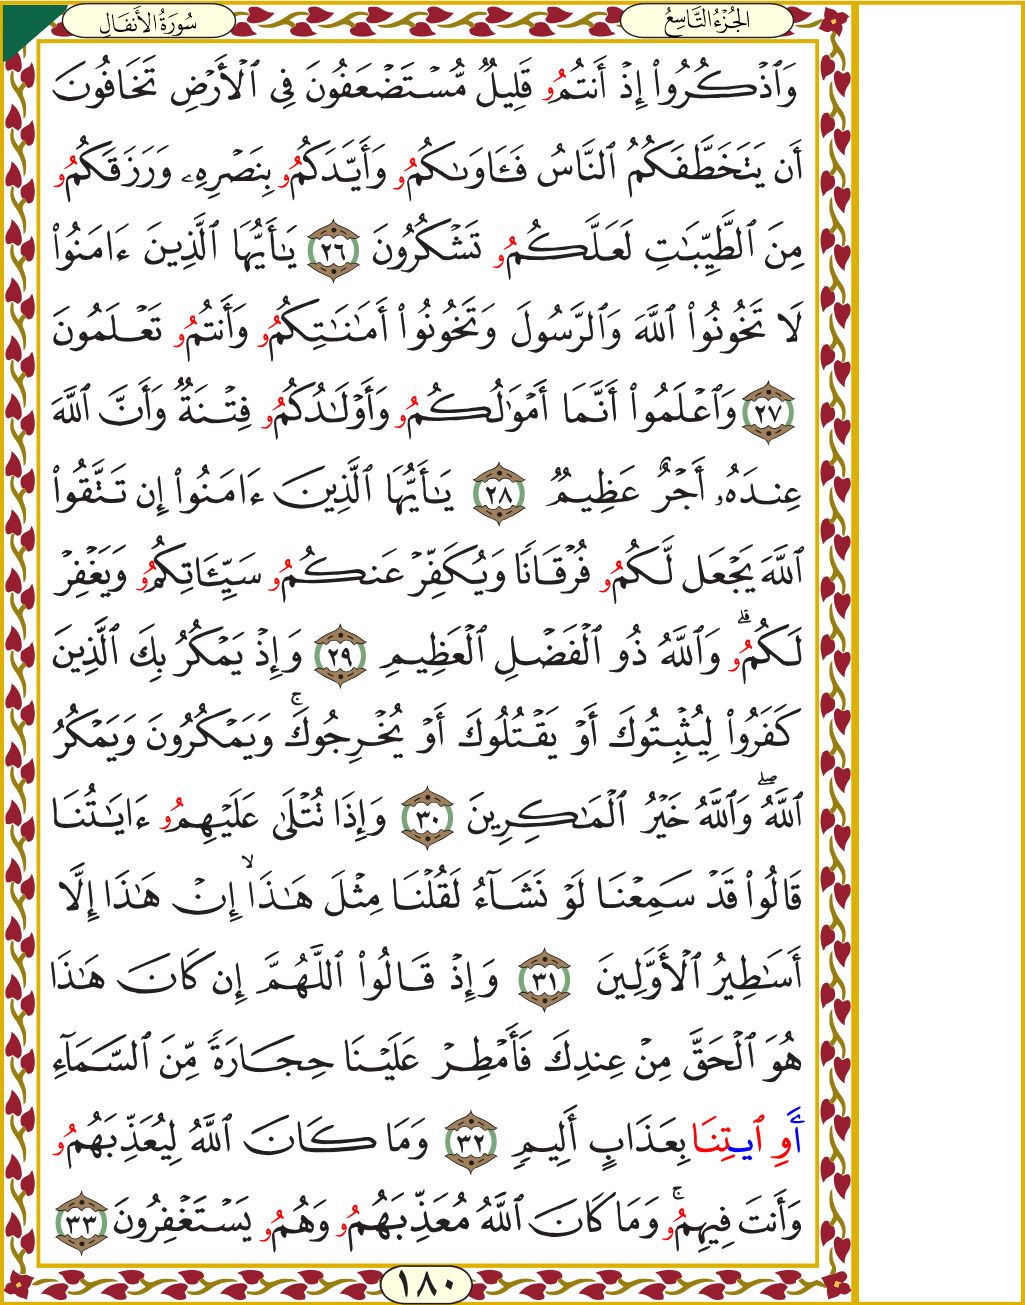 الجُزْءُ التَّاسِعُ
سُورَةُ الأَنفَالِ
وَٱذْكُرُوٓا۟ إِذْ أَنتُمُۥ قَلِيلٌ مُّسْتَضْعَفُونَ فِى ٱلْأَرْضِ تَخَافُونَ
أَن يَتَخَطَّفَكُمُ ٱلنَّاسُ فَـَٔاوَىٰكُمُۥ وَأَيَّدَكُمُۥ بِنَصْرِهِۦ وَرَزَقَكُمُۥ
مِنَ ٱلطَّيِّبَٰتِ لَعَلَّكُمُۥ تَشْكُرُونَ ٢٦ يَٰأَيُّهَا ٱلَّذِينَ ءَامَنُوا۟
لَا تَخُونُوا۟ ٱللَّهَ وَٱلرَّسُولَ وَتَخُونُوا۟ أَمَٰنَٰتِكُمُۥ وَأَنتُمُۥ تَعْلَمُونَ
٢٧ وَٱعْلَمُوا۟ أَنَّمَا أَمْوَٰلُكُمُۥ وَأَوْلَٰدُكُمُۥ فِتْنَةٌ وَأَنَّ ٱللَّهَ
عِندَهُۥ أَجْرٌ عَظِيمٌ ٢٨ يَٰأَيُّهَا ٱلَّذِينَ ءَامَنُوا۟ إِن تَتَّقُوا۟
ٱللَّهَ يَجْعَل لَّكُمُۥ فُرْقَانًا وَيُكَفِّرْ عَنكُمُۥ سَيِّـَٔاتِكُمُۥ وَيَغْفِرْ
لَكُمُۥۗ وَٱللَّهُ ذُو ٱلْفَضْلِ ٱلْعَظِيمِ ٢٩ وَإِذْ يَمْكُرُ بِكَ ٱلَّذِينَ
كَفَرُوا۟ لِيُثْبِتُوكَ أَوْ يَقْتُلُوكَ أَوْ يُخْرِجُوكَۚ وَيَمْكُرُونَ وَيَمْكُرُ
ٱللَّهُۖ وَٱللَّهُ خَيْرُ ٱلْمَٰكِرِينَ ٣٠ وَإِذَا تُتْلَىٰ عَلَيْهِمُۥ ءَايَٰتُنَا
قَالُوا۟ قَدْ سَمِعْنَا لَوْ نَشَآءُ لَقُلْنَا مِثْلَ هَٰذَاۙ إِنْ هَٰذَا إِلَّا
أَسَٰطِيرُ ٱلْأَوَّلِينَ ٣١ وَإِذْ قَالُوا۟ ٱللَّهُمَّ إِن كَانَ هَٰذَا
هُوَ ٱلْحَقَّ مِنْ عِندِكَ فَأَمْطِرْ عَلَيْنَا حِجَارَةً مِّنَ ٱلسَّمَآءِ
أَوِ ٱيـتِنَا بِعَذَابٍ أَلِيمٍ ٣٢ وَمَا كَانَ ٱللَّهُ لِيُعَذِّبَهُمُۥ
وَأَنتَ فِيهِمُۥۚ وَمَا كَانَ ٱللَّهُ مُعَذِّبَهُمُۥ وَهُمُۥ يَسْتَغْفِرُونَ ٣٣
١٨٠